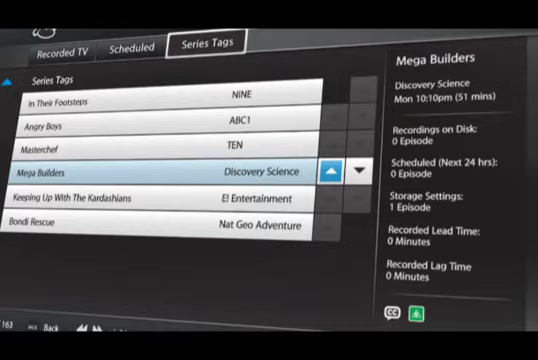 Recorded TV
Scheduled
Series Tags
Series Tags
In Their Footsteps NINE
Angry Boys ABC1
Masterchef TEN
Mega Builders Discovery Science
Keeping Up With The Kardashians E! Entertainment
Bondi Rescue Nat Geo Adventure
Mega Builders
Discovery Science
Mon 10:10pm (51 mins)
Recordings on Disk:
0 Episode
Scheduled (Next 24 hrs):
0 Episode
Storage Settings:
1 Episode
Recorded Lead Time:
0 Minutes
Recorded Lag Time
0 Minutes
CC
163 BACK Back